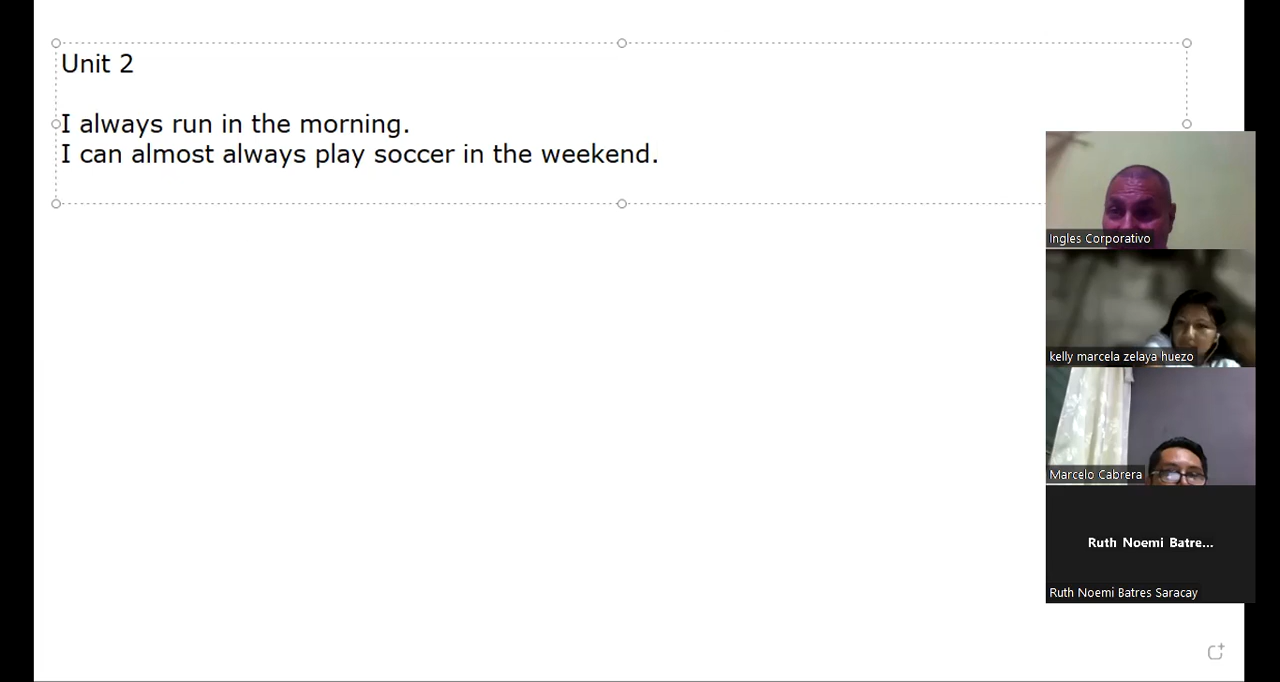 Unit 2
I always run in the morning.
I can almost always play soccer in the weekend.
Ingles Corporativo
kelly marcela zelaya huezo
Marcelo Cabrera
Ruth Noemi Batre...
Ruth Noemi Batres Saracay